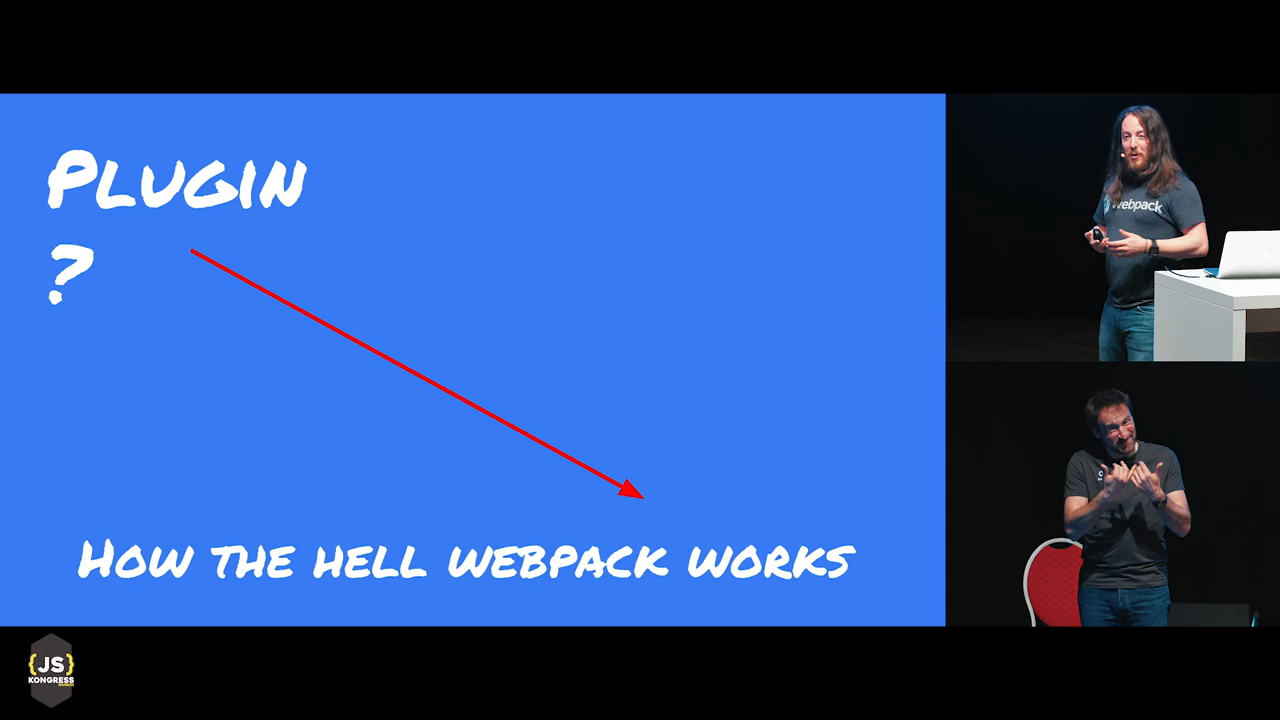 Plugin
?
How the hell webpack works
webpack
{JS}
KONGRESS